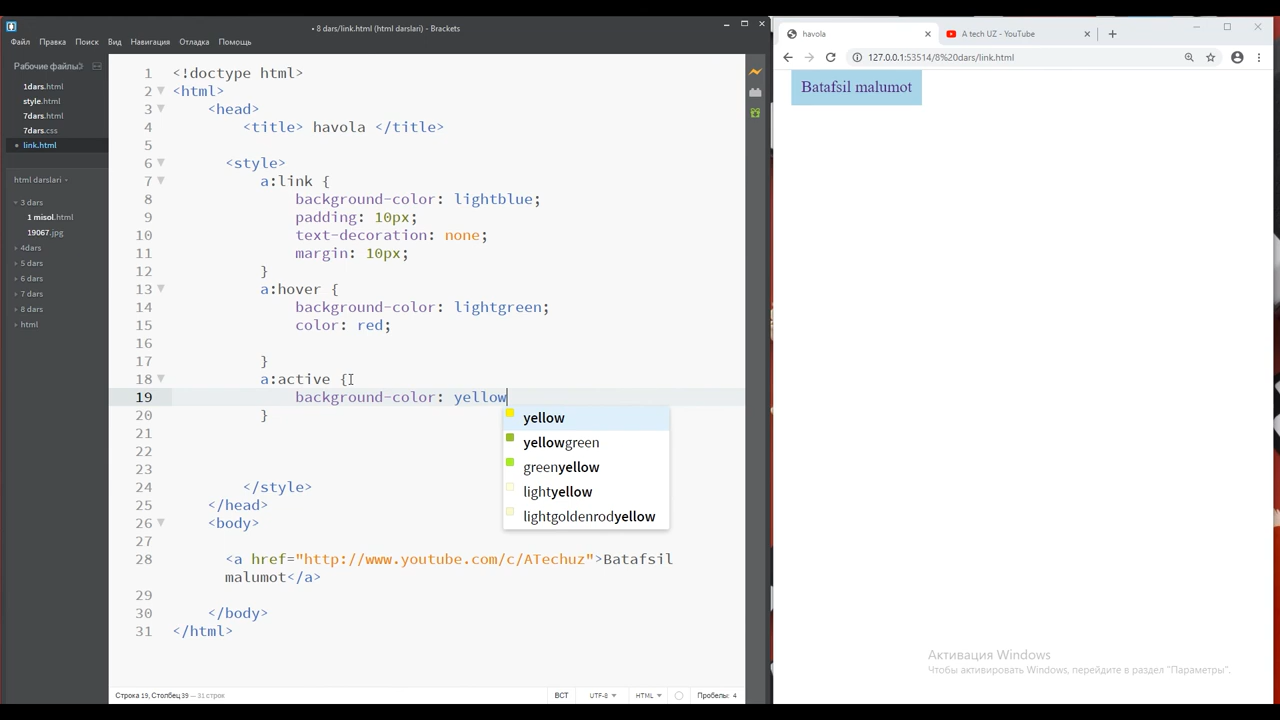 • 8 dars/link.html (html darslari) - Brackets
Файл Правка Поиск Вид Навигация Отладка Помощь
Рабочие файлы
1dars.html
style.html
7dars.html
7dars.css
• link.html
html darslari
3 dars
1 misol.html
19067.jpg
4dars
5 dars
6 dars
7 dars
8 dars
html
1 <!doctype html>
2 <html>
3 <head>
4 <title> havola </title>
5
6 <style>
7 a:link {
8 background-color: lightblue;
9 padding: 10px;
10 text-decoration: none;
11 margin: 10px;
12 }
13 a:hover {
14 background-color: lightgreen;
15 color: red;
16
17 }
18 a:active {
19 background-color: yellow
20 }
21
22
23
24 </style>
25 </head>
26 <body>
27
28 <a href="http://www.youtube.com/c/ATechuz">Batafsil
malumot</a>
29
30 </body>
31 </html>
yellow
yellowgreen
greenyellow
lightyellow
lightgoldenrodyellow
Строка 19, Столбец 39 — 31 строк
ВСТ UTF-8 HTML Пробелы: 4
havola
A tech UZ - YouTube
127.0.0.1:53514/8%20dars/link.html
Batafsil malumot
Активация Windows
Чтобы активировать Windows, перейдите в раздел "Параметры".